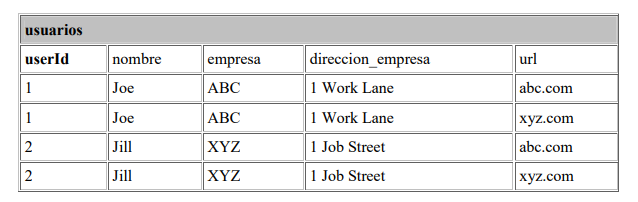 usuarios
userId nombre empresa direccion_empresa url
1 Joe ABC 1 Work Lane abc.com
1 Joe ABC 1 Work Lane xyz.com
2 Jill XYZ 1 Job Street abc.com
2 Jill XYZ 1 Job Street xyz.com